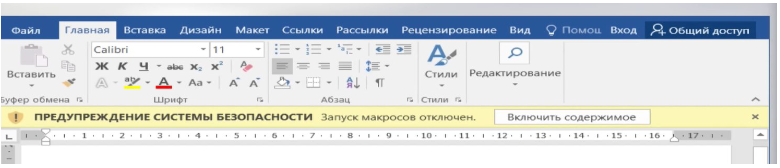 Файл Главная Вставка Дизайн Макет Ссылки Рассылки Рецензирование Вид Помощ Вход Общий доступ
Calibri 11
Ж К Ч abc X₂ X²
Вставить A aby A Aa A A Стили Редактирование
Буфер обмена Шрифт Абзац Стили
ПРЕДУПРЕЖДЕНИЕ СИСТЕМЫ БЕЗОПАСНОСТИ Запуск макросов отключен. Включить содержимое
1 2 3 4 5 6 7 8 9 10 11 12 13 14 15 16 17